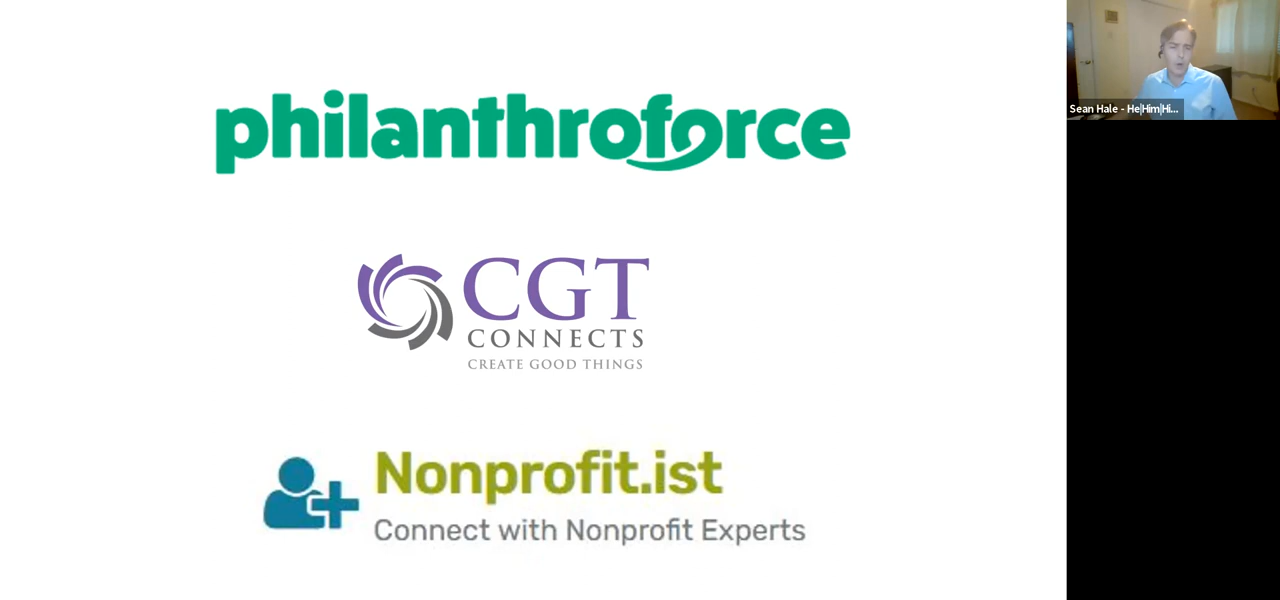 philanthroforce
CGT
CONNECTS
CREATE GOOD THINGS
Nonprofit.ist
Connect with Nonprofit Experts
Sean Hale - He|Him|Hi...